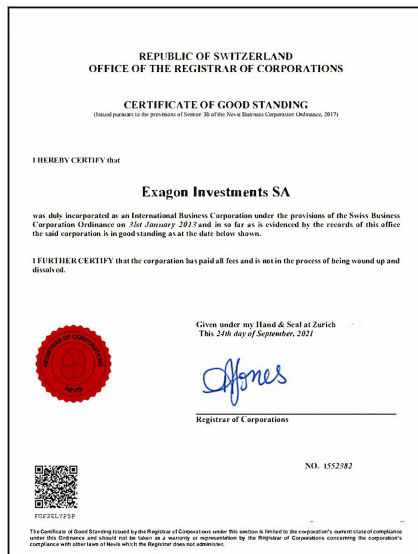 REPUBLIC OF SWITZERLAND
OFFICE OF THE REGISTRAR OF CORPORATIONS
CERTIFICATE OF GOOD STANDING
(Issued pursuant to the provisions of Section 30 of the Nevis Business Corporation Ordinance, 2017)
I HEREBY CERTIFY that
Exagon Investments SA
was duly incorporated as an International Business Corporation under the provisions of the Swiss Business
Corporation Ordinance on 31st January 2013 and in so far as is evidenced by the records of this office
the said corporation is in good standing as at the date below shown.
I FURTHER CERTIFY that the corporation has paid all fees and is not in the process of being wound up and
dissolved.
Given under my Hand & Seal at Zurich
This 24th day of September, 2021
REGISTRAR OF CORPORATIONS
NEVIS
Jones
Registrar of Corporations
NO. 1552382
The Certificate of Good Standing issued by the Registrar of Corporations under this section is limited to the corporation's current state of compliance
under this Ordinance and should not be taken as a warranty or representation by the Registrar of Corporations concerning the corporation's
compliance with other laws of Nevis which the Registrar does not administer.